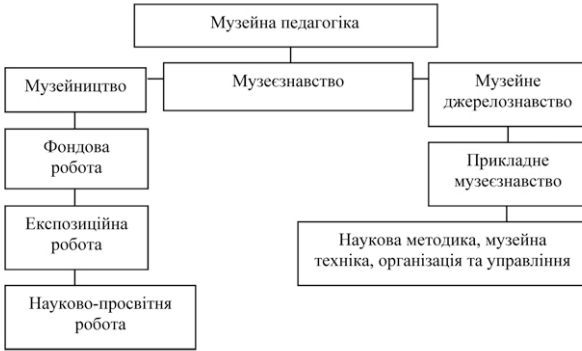 Музейна педагогіка
Музейництво
Музеєзнавство
Музейне
джерелознавство
Фондова
робота
Прикладне
музеєзнавство
Експозиційна
робота
Наукова методика, музейна
техніка, організація та управління
Науково-просвітня
робота